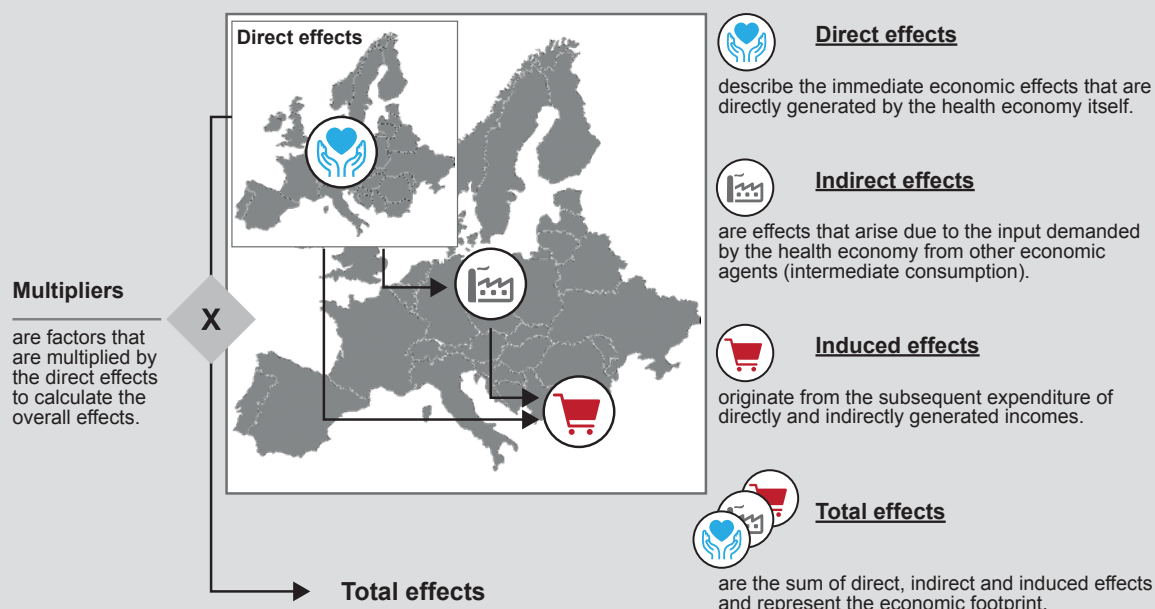 Direct effects
Multipliers
are factors that
are multiplied by
the direct effects
to calculate the
overall effects.
X
Total effects
Direct effects
describe the immediate economic effects that are
directly generated by the health economy itself.
Indirect effects
are effects that arise due to the input demanded
by the health economy from other economic
agents (intermediate consumption).
Induced effects
originate from the subsequent expenditure of
directly and indirectly generated incomes.
Total effects
are the sum of direct, indirect and induced effects
and represent the economic footprint.